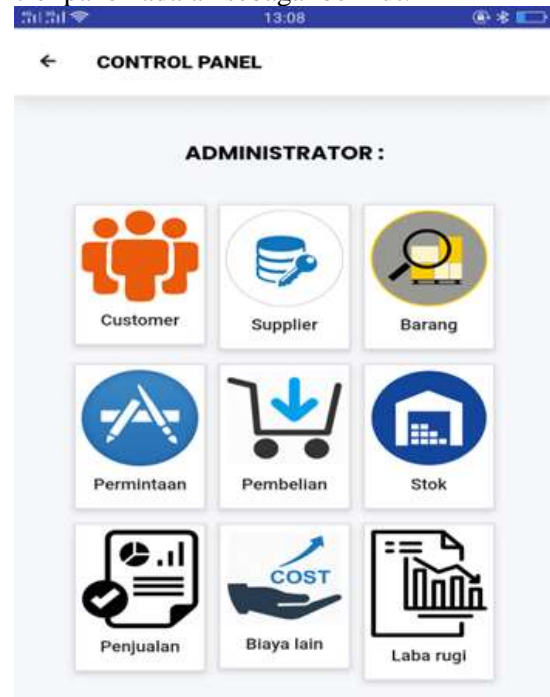 13:08
CONTROL PANEL
ADMINISTRATOR :
Customer
Supplier
Barang
Permintaan
Pembelian
Stok
COST
Penjualan
Biaya lain
Laba rugi